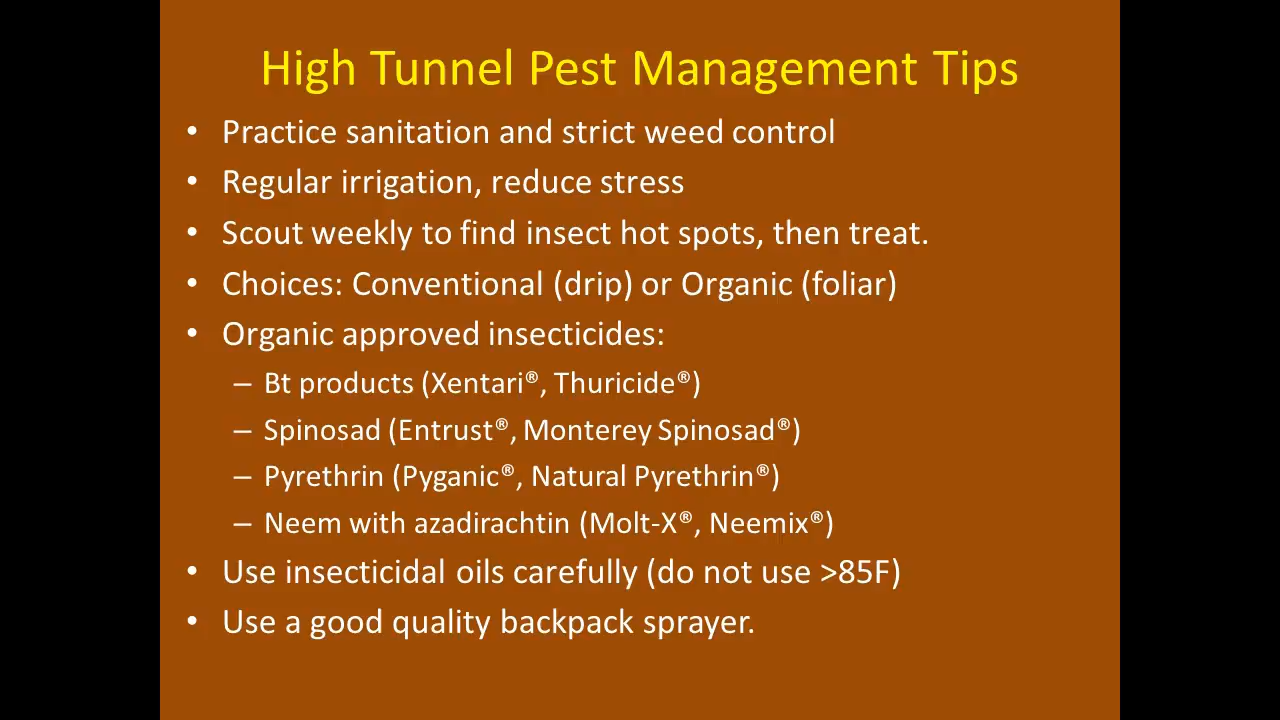 High Tunnel Pest Management Tips
• Practice sanitation and strict weed control
• Regular irrigation, reduce stress
• Scout weekly to find insect hot spots, then treat.
• Choices: Conventional (drip) or Organic (foliar)
• Organic approved insecticides:
– Bt products (Xentari®, Thuricide®)
– Spinosad (Entrust®, Monterey Spinosad®)
– Pyrethrin (Pyganic®, Natural Pyrethrin®)
– Neem with azadirachtin (Molt-X®, Neemix®)
• Use insecticidal oils carefully (do not use >85F)
• Use a good quality backpack sprayer.